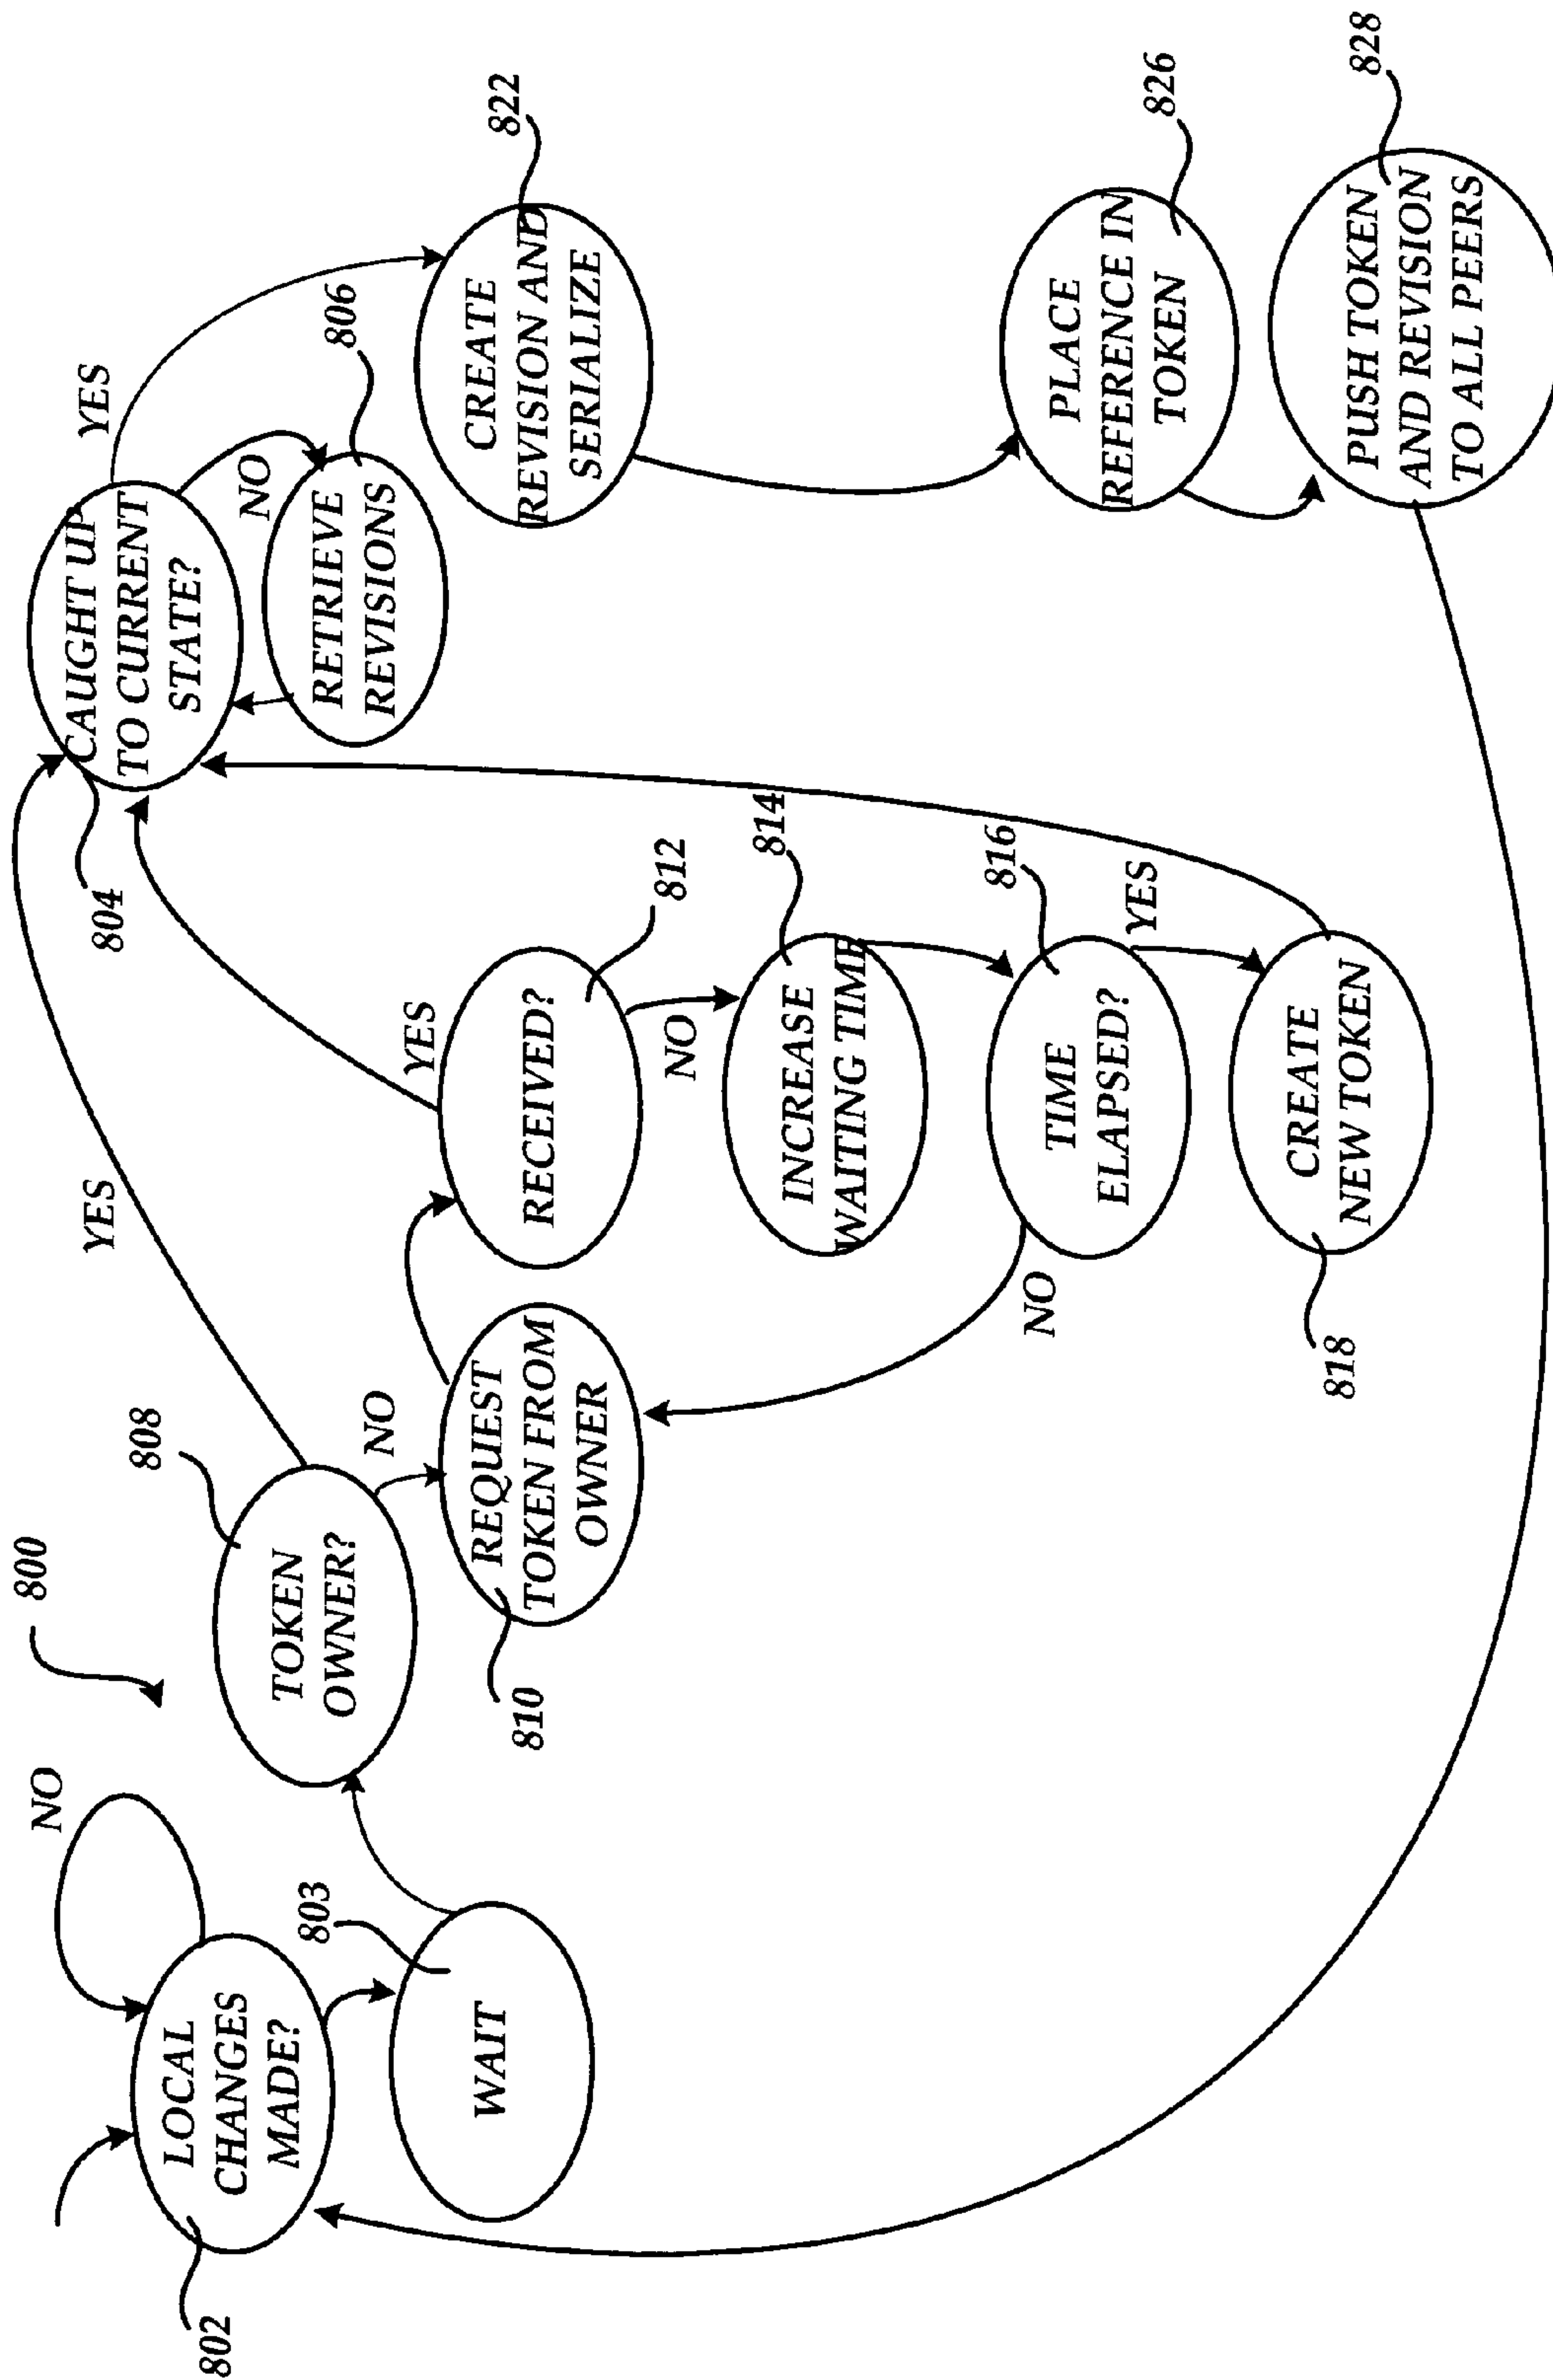 800
NO
LOCAL
CHANGES
MADE?
802
803
WAIT
808
TOKEN
OWNER?
YES
NO
REQUEST
TOKEN FROM
OWNER
810
YES
RECEIVED?
812
NO
INCREASE
WAITING TIME
814
TIME
ELAPSED?
816
NO
YES
CREATE
NEW TOKEN
818
CAUGHT UP
TO CURRENT
STATE?
804
YES
NO
RETRIEVE
REVISIONS
806
CREATE
REVISION AND
SERIALIZE
822
PLACE
REFERENCE IN
TOKEN
826
PUSH TOKEN
AND REVISION
TO ALL PEERS
828